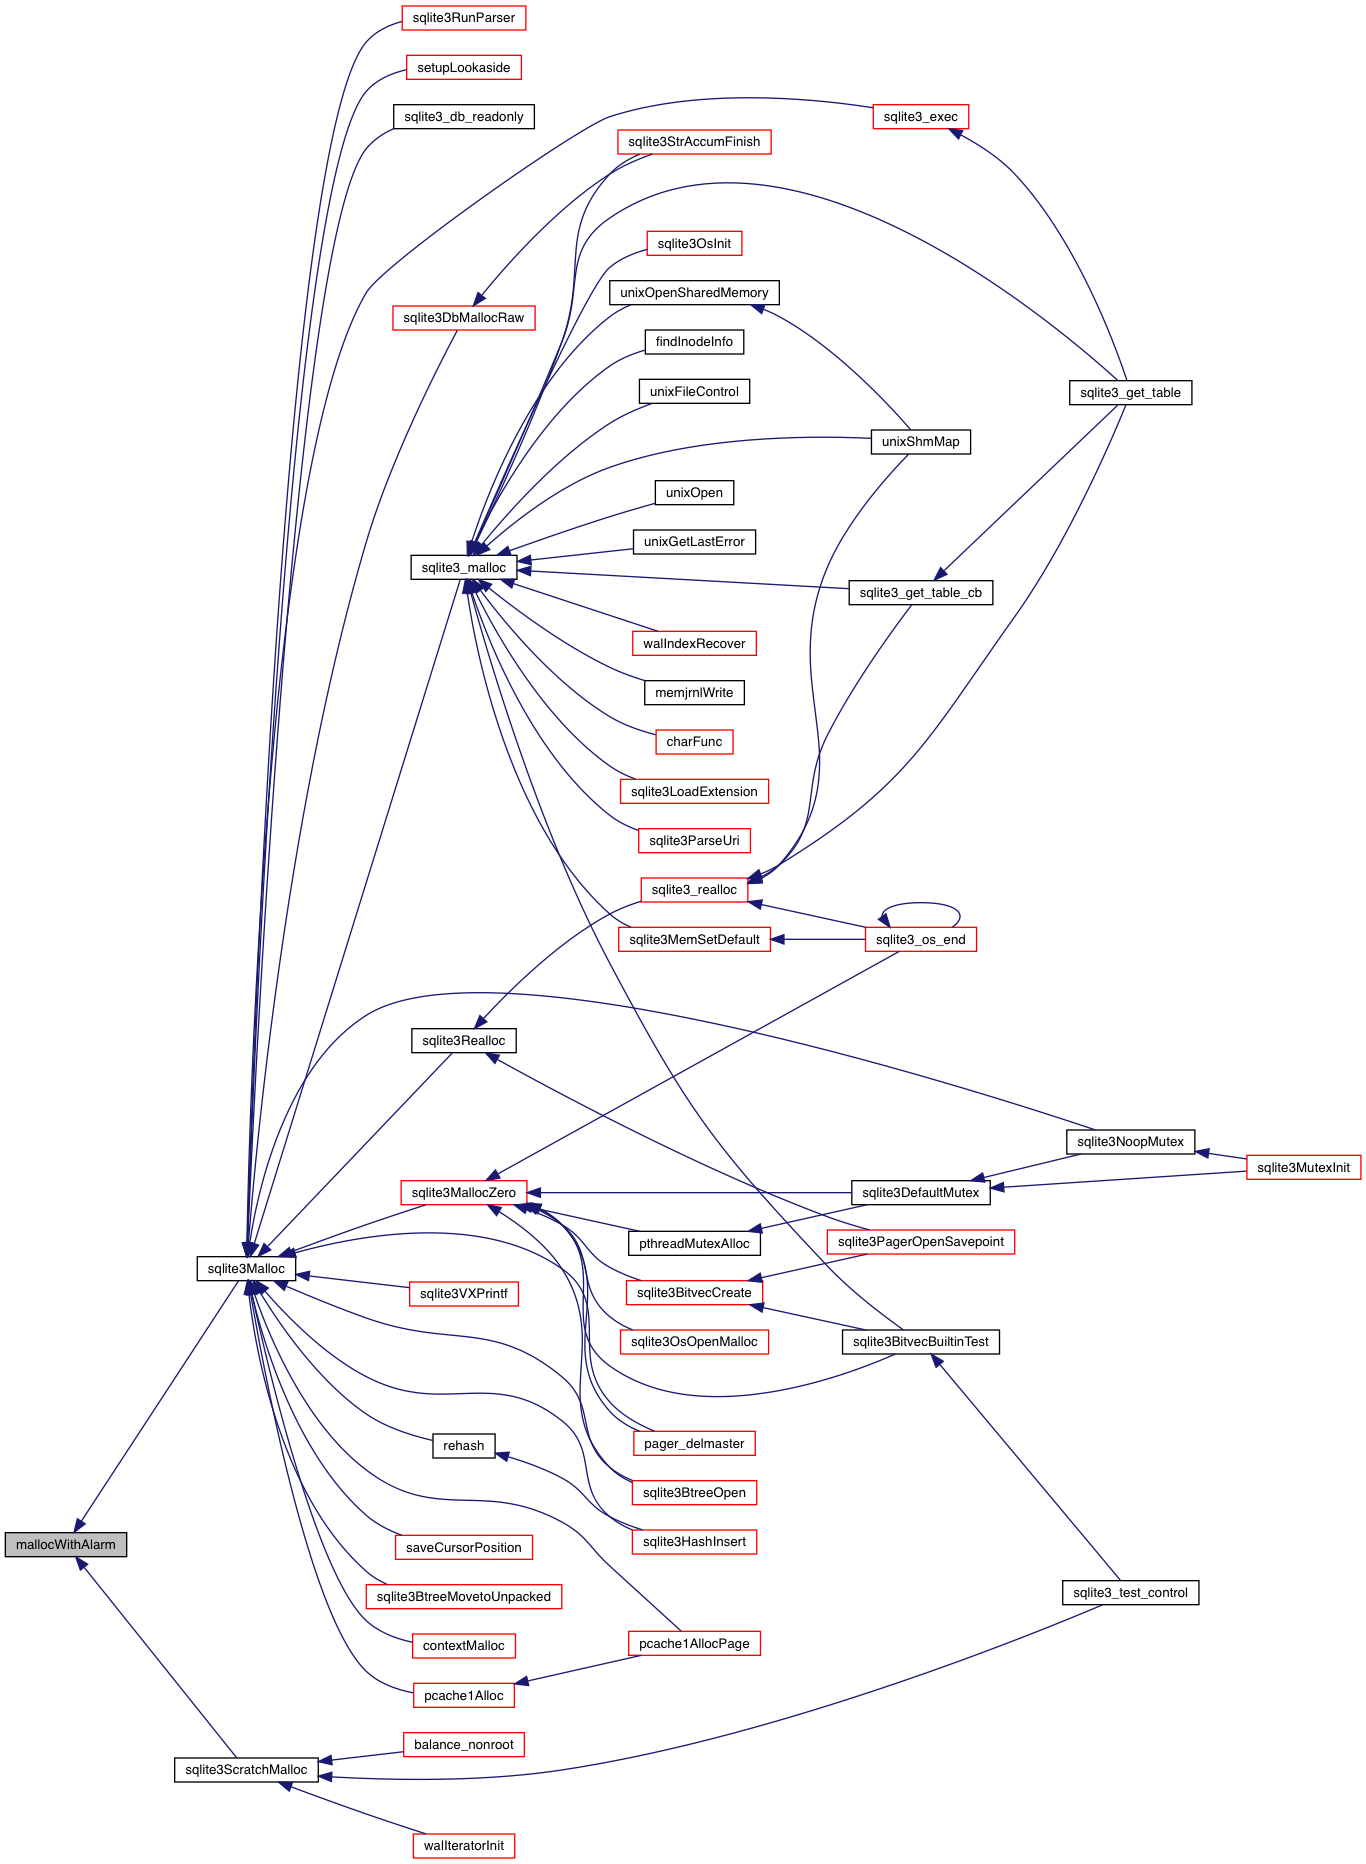 sqlite3RunParser
setupLookaside
sqlite3_db_readonly
sqlite3_exec
sqlite3StrAccumFinish
sqlite3OsInit
unixOpenSharedMemory
sqlite3DbMallocRaw
findInodeInfo
unixFileControl
sqlite3_get_table
unixShmMap
unixOpen
unixGetLastError
sqlite3_malloc
sqlite3_get_table_cb
walIndexRecover
memjrnlWrite
charFunc
sqlite3LoadExtension
sqlite3ParseUri
sqlite3_realloc
sqlite3MemSetDefault
sqlite3_os_end
sqlite3Realloc
sqlite3NoopMutex
sqlite3MutexInit
sqlite3MallocZero
sqlite3DefaultMutex
pthreadMutexAlloc
sqlite3PagerOpenSavepoint
sqlite3Malloc
sqlite3VXPrintf
sqlite3BitvecCreate
sqlite3OsOpenMalloc
sqlite3BitvecBuiltinTest
rehash
pager_delmaster
sqlite3BtreeOpen
mallocWithAlarm
saveCursorPosition
sqlite3HashInsert
sqlite3BtreeMovetoUnpacked
sqlite3_test_control
contextMalloc
pcache1AllocPage
pcache1Alloc
balance_nonroot
sqlite3ScratchMalloc
walIteratorInit